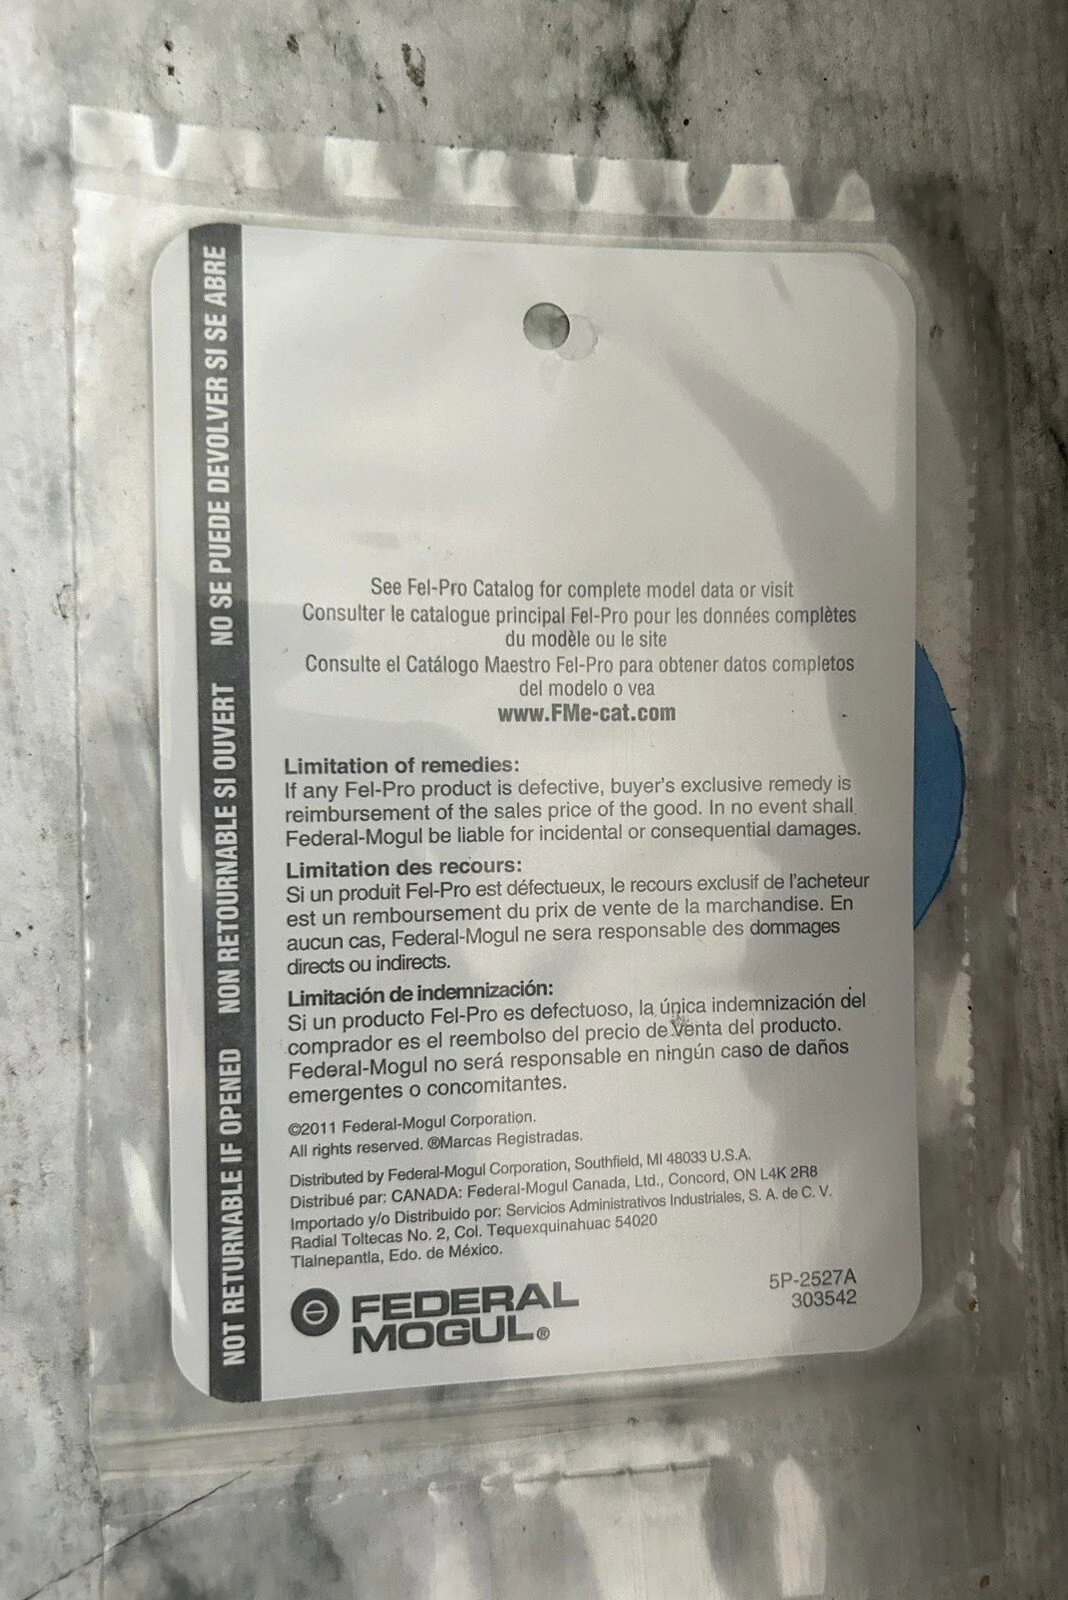 NO SE PUEDE DEVOLVER SI SE ABRE
NON RETOURNABLE SI OUVERT
NOT RETURNABLE IF OPENED
See Fel-Pro Catalog for complete model data or visit
Consulter le catalogue principal Fel-Pro pour les données complètes
du modèle ou le site
Consulte el Catálogo Maestro Fel-Pro para obtener datos completos
del modelo o vea
www.FMe-cat.com
Limitation of remedies:
If any Fel-Pro product is defective, buyer's exclusive remedy is
reimbursement of the sales price of the good. In no event shall
Federal-Mogul be liable for incidental or consequential damages.
Limitation des recours:
Si un produit Fel-Pro est défectueux, le recours exclusif de l'acheteur
est un remboursement du prix de vente de la marchandise. En
aucun cas, Federal-Mogul ne sera responsable des dommages
directs ou indirects.
Limitación de indemnización:
Si un producto Fel-Pro es defectuoso, la única indemnización del
comprador es el reembolso del precio de venta del producto.
Federal-Mogul no será responsable en ningún caso de daños
emergentes o concomitantes.
©2011 Federal-Mogul Corporation.
All rights reserved. ®Marcas Registradas.
Distributed by Federal-Mogul Corporation, Southfield, MI 48033 U.S.A.
Distribué par: CANADA: Federal-Mogul Canada, Ltd., Concord, ON L4K 2R8
Importado y/o Distribuido por: Servicios Administrativos Industriales, S. A. de C. V.
Radial Toltecas No. 2, Col. Tequexquinahuac 54020
Tlalnepantla, Edo. de México.
FEDERAL
MOGUL®
5P-2527A
303542